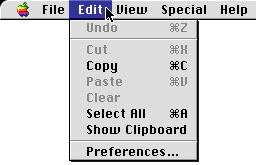 File Edit View Special Help
Undo ⌘Z
Cut ⌘X
Copy ⌘C
Paste ⌘V
Clear
Select All ⌘A
Show Clipboard
Preferences...